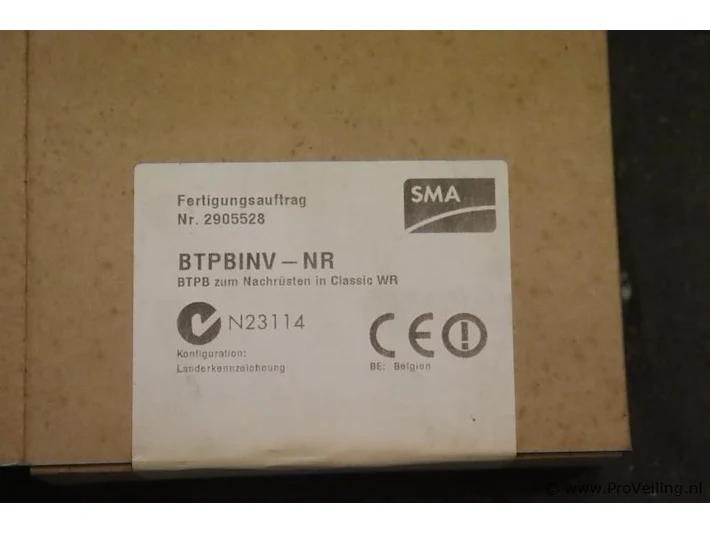 Fertigungsauftrag
Nr. 2905528
SMA
BTPBINV – NR
BTPB zum Nachrüsten in Classic WR
N23114
CE
Konfiguration:
Länderkennzeichnung
BE: Belgien
© www.ProVeiling.nl